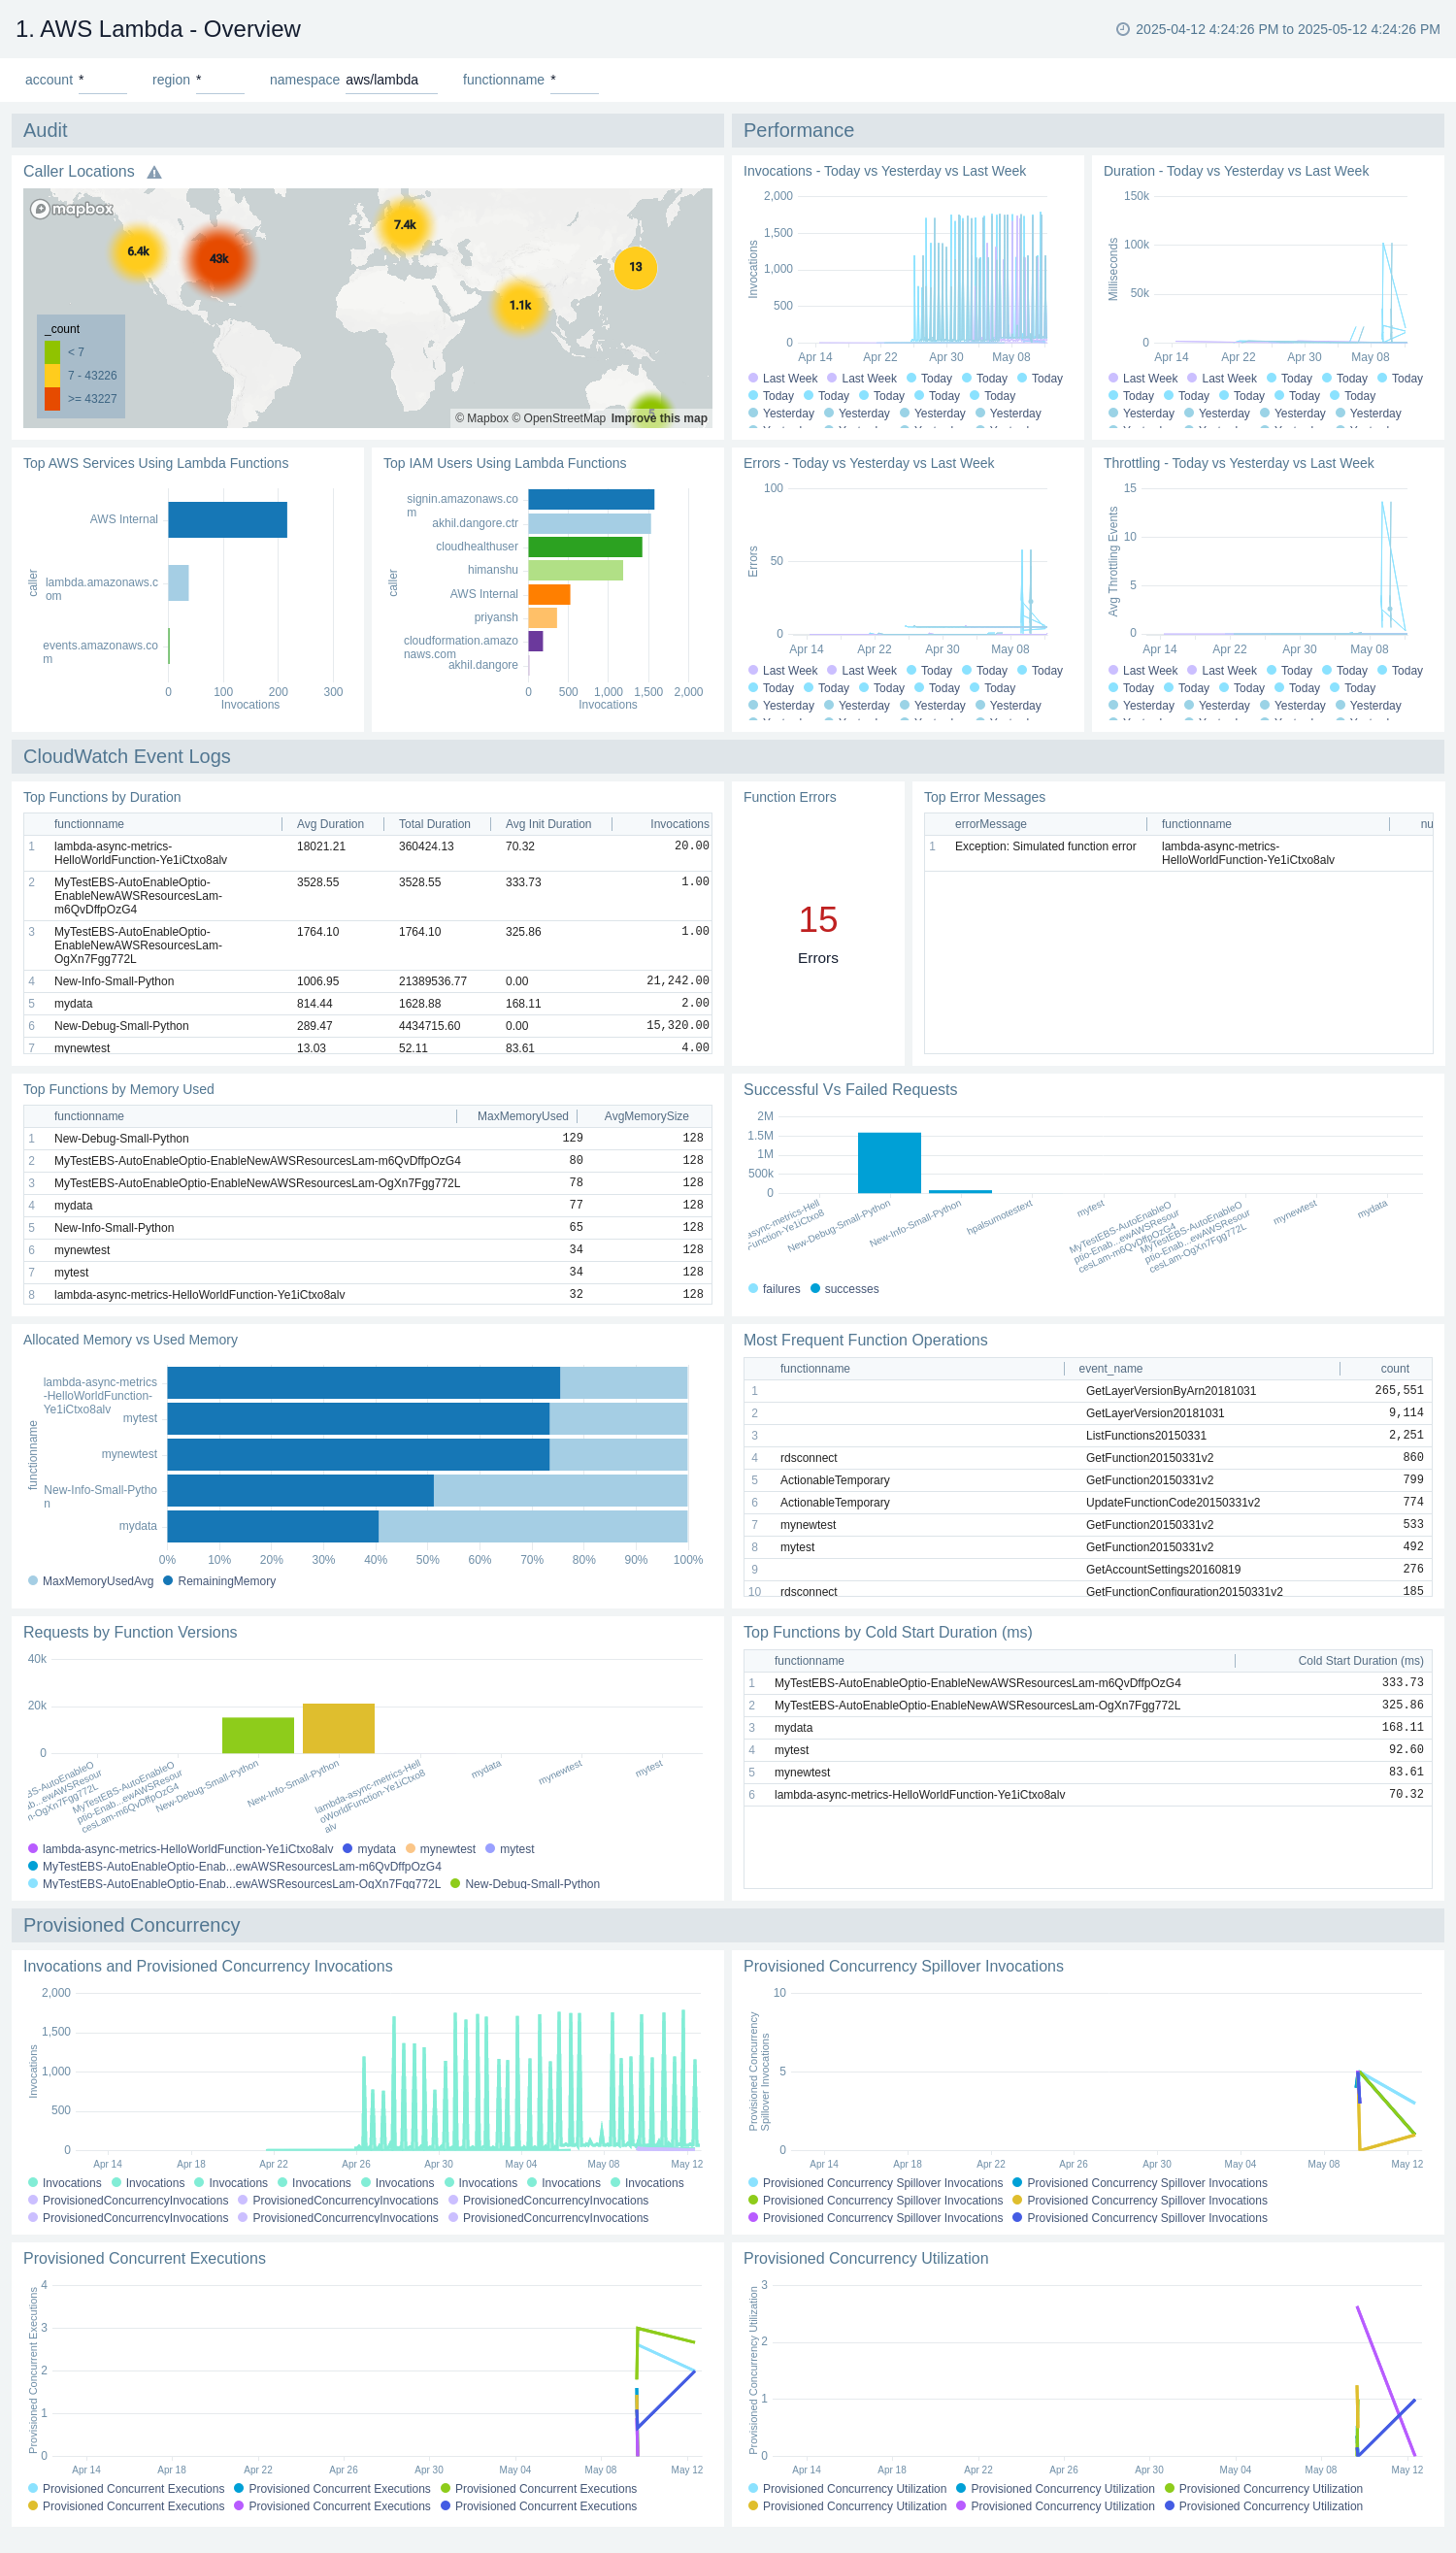 1. AWS Lambda - Overview
2025-04-12 4:24:26 PM to 2025-05-12 4:24:26 PM
account * region * namespace aws/lambda functionname *
Audit
Caller Locations
mapbox
6.4k
43k
7.4k
1.1k
13
5
_count
< 7
7 - 43226
>= 43227
© Mapbox © OpenStreetMap Improve this map
Top AWS Services Using Lambda Functions
caller
AWS Internal
lambda.amazonaws.c
om
events.amazonaws.co
m
0 100 200 300
Invocations
Top IAM Users Using Lambda Functions
caller
signin.amazonaws.co
m
akhil.dangore.ctr
cloudhealthuser
himanshu
AWS Internal
priyansh
cloudformation.amazo
naws.com
akhil.dangore
0 500 1,000 1,500 2,000
Invocations
Performance
Invocations - Today vs Yesterday vs Last Week
Invocations
2,000
1,500
1,000
500
0
Apr 14 Apr 22 Apr 30 May 08
Last Week Last Week Today Today Today
Today Today Today Today Today
Yesterday Yesterday Yesterday Yesterday
Duration - Today vs Yesterday vs Last Week
Milliseconds
150k
100k
50k
0
Apr 14 Apr 22 Apr 30 May 08
Last Week Last Week Today Today Today
Today Today Today Today Today
Yesterday Yesterday Yesterday Yesterday
Errors - Today vs Yesterday vs Last Week
Errors
100
50
0
Apr 14 Apr 22 Apr 30 May 08
Last Week Last Week Today Today Today
Today Today Today Today Today
Yesterday Yesterday Yesterday Yesterday
Throttling - Today vs Yesterday vs Last Week
Avg Throttling Events
15
10
5
0
Apr 14 Apr 22 Apr 30 May 08
Last Week Last Week Today Today Today
Today Today Today Today Today
Yesterday Yesterday Yesterday Yesterday
CloudWatch Event Logs
Top Functions by Duration
functionname Avg Duration Total Duration Avg Init Duration Invocations
1 lambda-async-metrics- 18021.21 360424.13 70.32 20.00
HelloWorldFunction-Ye1iCtxo8alv
2 MyTestEBS-AutoEnableOptio- 3528.55 3528.55 333.73 1.00
EnableNewAWSResourcesLam-
m6QvDffpOzG4
3 MyTestEBS-AutoEnableOptio- 1764.10 1764.10 325.86 1.00
EnableNewAWSResourcesLam-
OgXn7Fgg772L
4 New-Info-Small-Python 1006.95 21389536.77 0.00 21,242.00
5 mydata 814.44 1628.88 168.11 2.00
6 New-Debug-Small-Python 289.47 4434715.60 0.00 15,320.00
7 mynewtest 13.03 52.11 83.61 4.00
Function Errors
15
Errors
Top Error Messages
errorMessage functionname nu
1 Exception: Simulated function error lambda-async-metrics-
HelloWorldFunction-Ye1iCtxo8alv
Top Functions by Memory Used
functionname MaxMemoryUsed AvgMemorySize
1 New-Debug-Small-Python 129 128
2 MyTestEBS-AutoEnableOptio-EnableNewAWSResourcesLam-m6QvDffpOzG4 80 128
3 MyTestEBS-AutoEnableOptio-EnableNewAWSResourcesLam-OgXn7Fgg772L 78 128
4 mydata 77 128
5 New-Info-Small-Python 65 128
6 mynewtest 34 128
7 mytest 34 128
8 lambda-async-metrics-HelloWorldFunction-Ye1iCtxo8alv 32 128
Successful Vs Failed Requests
2M
1.5M
1M
500k
0
async-metrics-Hell
Function-Ye1iCtxo8
New-Debug-Small-Python
New-Info-Small-Python
hpalsumotestext
mytest
MyTestEBS-AutoEnableO
ptio-Enab...ewAWSResour
cesLam-m6QvDffpOzG4
MyTestEBS-AutoEnableO
ptio-Enab...ewAWSResour
cesLam-OgXn7Fgg772L
mynewtest
mydata
failures successes
Allocated Memory vs Used Memory
functionname
lambda-async-metrics
-HelloWorldFunction-
Ye1iCtxo8alv
mytest
mynewtest
New-Info-Small-Pytho
n
mydata
0% 10% 20% 30% 40% 50% 60% 70% 80% 90% 100%
MaxMemoryUsedAvg RemainingMemory
Most Frequent Function Operations
functionname event_name count
1 GetLayerVersionByArn20181031 265,551
2 GetLayerVersion20181031 9,114
3 ListFunctions20150331 2,251
4 rdsconnect GetFunction20150331v2 860
5 ActionableTemporary GetFunction20150331v2 799
6 ActionableTemporary UpdateFunctionCode20150331v2 774
7 mynewtest GetFunction20150331v2 533
8 mytest GetFunction20150331v2 492
9 GetAccountSettings20160819 276
10 rdsconnect GetFunctionConfiguration20150331v2 185
Requests by Function Versions
40k
20k
0
BS-AutoEnableO
ab...ewAWSResour
m-OgXn7Fgg772L
MyTestEBS-AutoEnableO
ptio-Enab...ewAWSResour
cesLam-m6QvDffpOzG4
New-Debug-Small-Python
New-Info-Small-Python
lambda-async-metrics-Hell
oWorldFunction-Ye1iCtxo8
alv
mydata
mynewtest
mytest
lambda-async-metrics-HelloWorldFunction-Ye1iCtxo8alv mydata mynewtest mytest
MyTestEBS-AutoEnableOptio-Enab...ewAWSResourcesLam-m6QvDffpOzG4
MyTestEBS-AutoEnableOptio-Enab...ewAWSResourcesLam-OgXn7Fgg772L New-Debug-Small-Python
Top Functions by Cold Start Duration (ms)
functionname Cold Start Duration (ms)
1 MyTestEBS-AutoEnableOptio-EnableNewAWSResourcesLam-m6QvDffpOzG4 333.73
2 MyTestEBS-AutoEnableOptio-EnableNewAWSResourcesLam-OgXn7Fgg772L 325.86
3 mydata 168.11
4 mytest 92.60
5 mynewtest 83.61
6 lambda-async-metrics-HelloWorldFunction-Ye1iCtxo8alv 70.32
Provisioned Concurrency
Invocations and Provisioned Concurrency Invocations
Invocations
2,000
1,500
1,000
500
0
Apr 14 Apr 18 Apr 22 Apr 26 Apr 30 May 04 May 08 May 12
Invocations Invocations Invocations Invocations Invocations Invocations Invocations Invocations
ProvisionedConcurrencyInvocations ProvisionedConcurrencyInvocations ProvisionedConcurrencyInvocations
ProvisionedConcurrencyInvocations ProvisionedConcurrencyInvocations ProvisionedConcurrencyInvocations
Provisioned Concurrency Spillover Invocations
Provisioned Concurrency
Spillover Invocations
10
5
0
Apr 14 Apr 18 Apr 22 Apr 26 Apr 30 May 04 May 08 May 12
Provisioned Concurrency Spillover Invocations Provisioned Concurrency Spillover Invocations
Provisioned Concurrency Spillover Invocations Provisioned Concurrency Spillover Invocations
Provisioned Concurrency Spillover Invocations Provisioned Concurrency Spillover Invocations
Provisioned Concurrent Executions
Provisioned Concurrent Executions
4
3
2
1
0
Apr 14 Apr 18 Apr 22 Apr 26 Apr 30 May 04 May 08 May 12
Provisioned Concurrent Executions Provisioned Concurrent Executions Provisioned Concurrent Executions
Provisioned Concurrent Executions Provisioned Concurrent Executions Provisioned Concurrent Executions
Provisioned Concurrency Utilization
Provisioned Concurrency Utilization
3
2
1
0
Apr 14 Apr 18 Apr 22 Apr 26 Apr 30 May 04 May 08 May 12
Provisioned Concurrency Utilization Provisioned Concurrency Utilization Provisioned Concurrency Utilization
Provisioned Concurrency Utilization Provisioned Concurrency Utilization Provisioned Concurrency Utilization